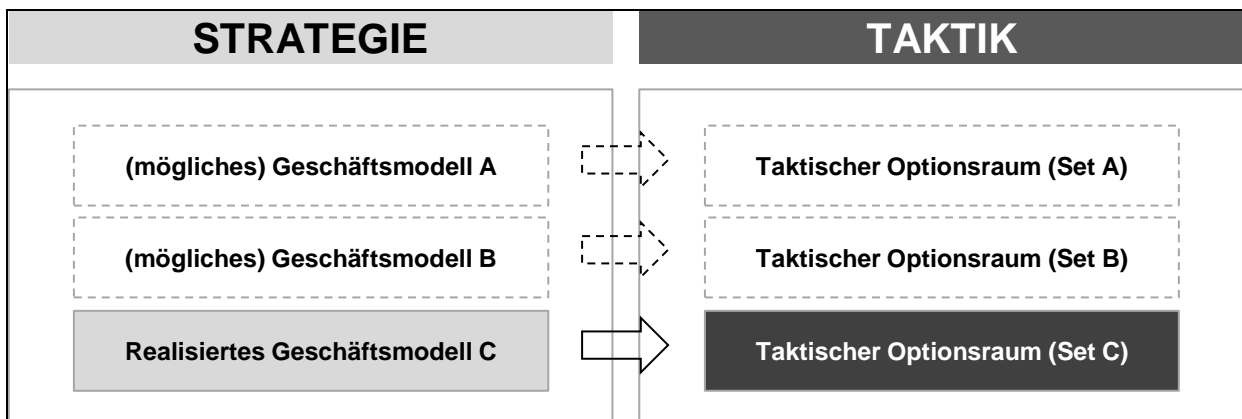 STRATEGIE
TAKTIK
(mögliches) Geschäftsmodell A
Taktischer Optionsraum (Set A)
(mögliches) Geschäftsmodell B
Taktischer Optionsraum (Set B)
Realisiertes Geschäftsmodell C
Taktischer Optionsraum (Set C)